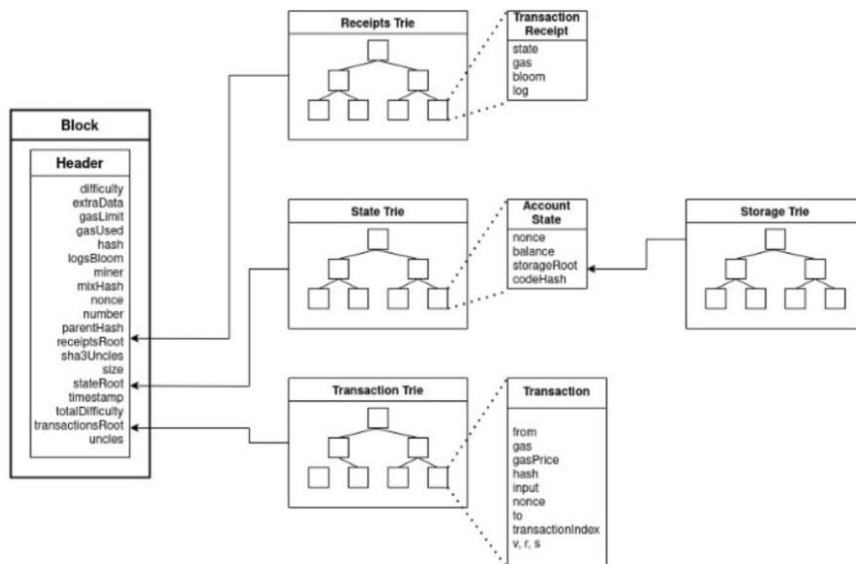 Block
Header
difficulty
extraData
gasLimit
gasUsed
hash
logsBloom
miner
mixHash
nonce
number
parentHash
receiptsRoot
sha3Uncles
size
stateRoot
timestamp
totalDifficulty
transactionsRoot
uncles
Receipts Trie
Transaction
Receipt
state
gas
bloom
log
State Trie
Account
State
nonce
balance
storageRoot
codeHash
Storage Trie
Transaction Trie
Transaction
from
gas
gasPrice
hash
input
nonce
to
transactionIndex
v, r, s